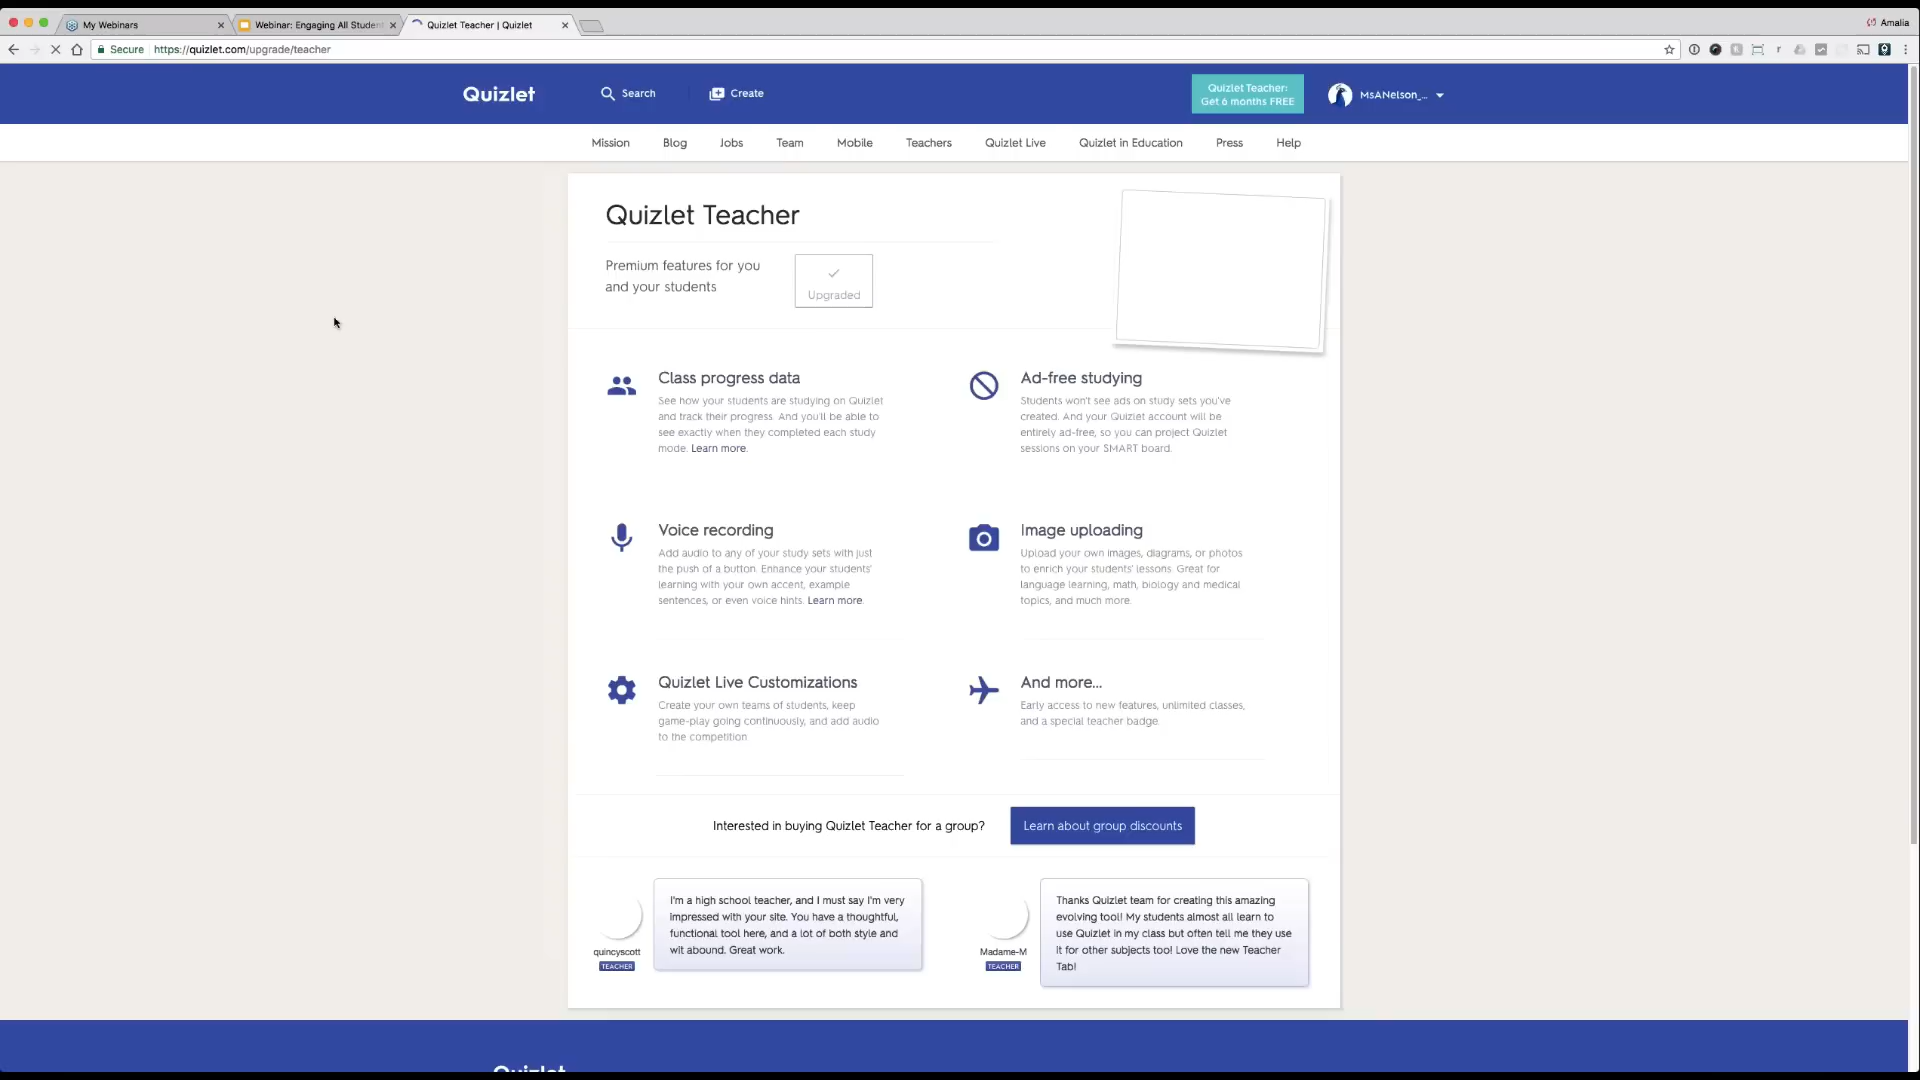 My Webinars
Webinar: Engaging All Studen
Quizlet Teacher | Quizlet
Amalia
Secure
https://quizlet.com/upgrade/teacher
Quizlet
Search
Create
Quizlet Teacher:
Get 6 months FREE
MsANelson_...
Mission
Blog
Jobs
Team
Mobile
Teachers
Quizlet Live
Quizlet in Education
Press
Help
Quizlet Teacher
Premium features for you
and your students
Upgraded
Class progress data
See how your students are studying on Quizlet
and track their progress. And you'll be able to
see exactly when they completed each study
mode. Learn more.
Ad-free studying
Students won't see ads on study sets you've
created. And your Quizlet account will be
entirely ad-free, so you can project Quizlet
sessions on your SMART board.
Voice recording
Add audio to any of your study sets with just
the push of a button. Enhance your students'
learning with your own accent, example
sentences, or even voice hints. Learn more.
Image uploading
Upload your own images, diagrams, or photos
to enrich your students' lessons. Great for
language learning, math, biology and medical
topics, and much more.
Quizlet Live Customizations
Create your own teams of students, keep
game-play going continuously, and add audio
to the competition.
And more...
Early access to new features, unlimited classes,
and a special teacher badge.
Interested in buying Quizlet Teacher for a group?
Learn about group discounts
quincyscott
TEACHER
I'm a high school teacher, and I must say I'm very
impressed with your site. You have a thoughtful,
functional tool here, and a lot of both style and
wit abound. Great work.
Madame-M
TEACHER
Thanks Quizlet team for creating this amazing
evolving tool! My students almost all learn to
use Quizlet in my class but often tell me they use
it for other subjects too! Love the new Teacher
Tab!
Quizlet